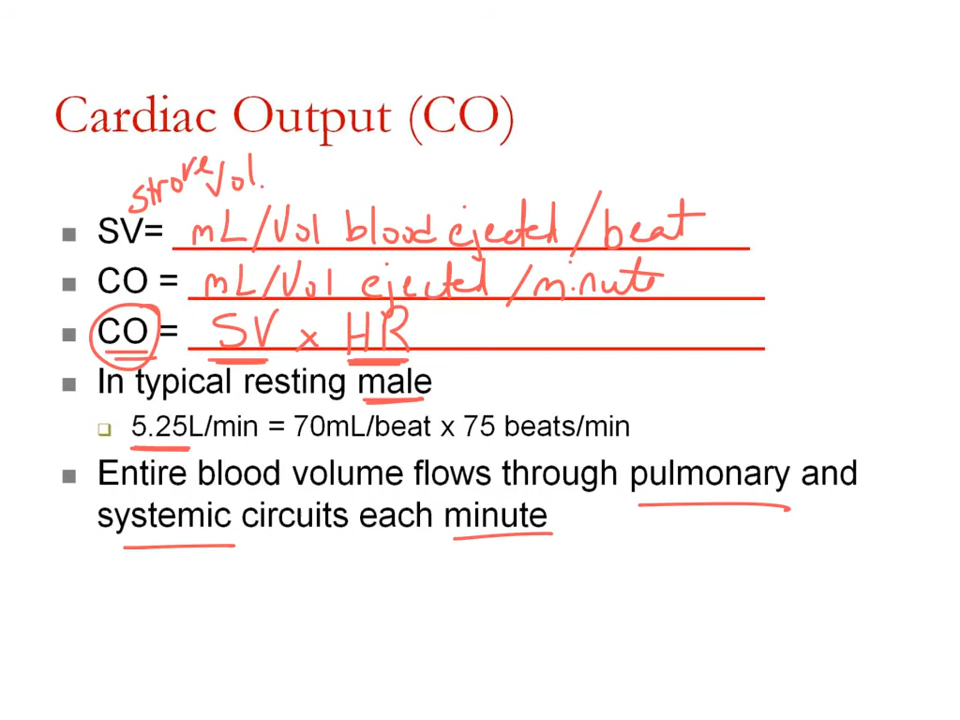 Cardiac Output (CO)
stroke vol.
SV= mL/Vol blood ejected/beat
CO = mL/Vol ejected/minute
CO = SV x HR
In typical resting male
5.25L/min = 70mL/beat x 75 beats/min
Entire blood volume flows through pulmonary and
systemic circuits each minute